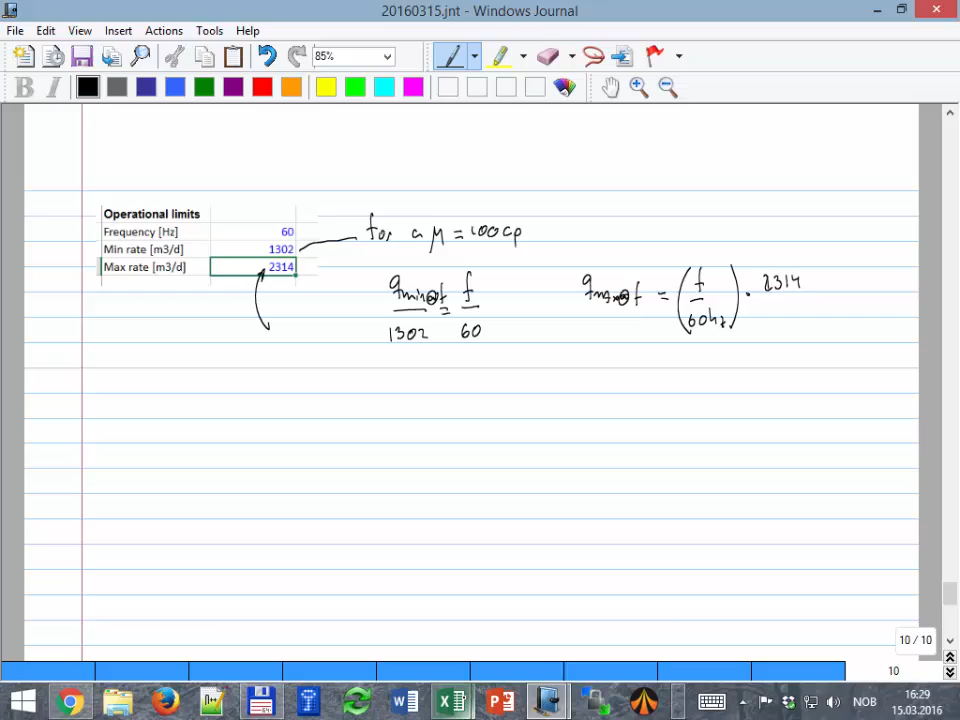 20160315.jnt - Windows Journal
File Edit View Insert Actions Tools Help
85%
B I
Operational limits
Frequency [Hz] 60
Min rate [m3/d] 1302
Max rate [m3/d] 2314
for a μ = 100 cp
qmin@f = f
1302 60
qmax@f = (f / 60hz) · 2314
10 / 10
10
NOB
16:29
15.03.2016